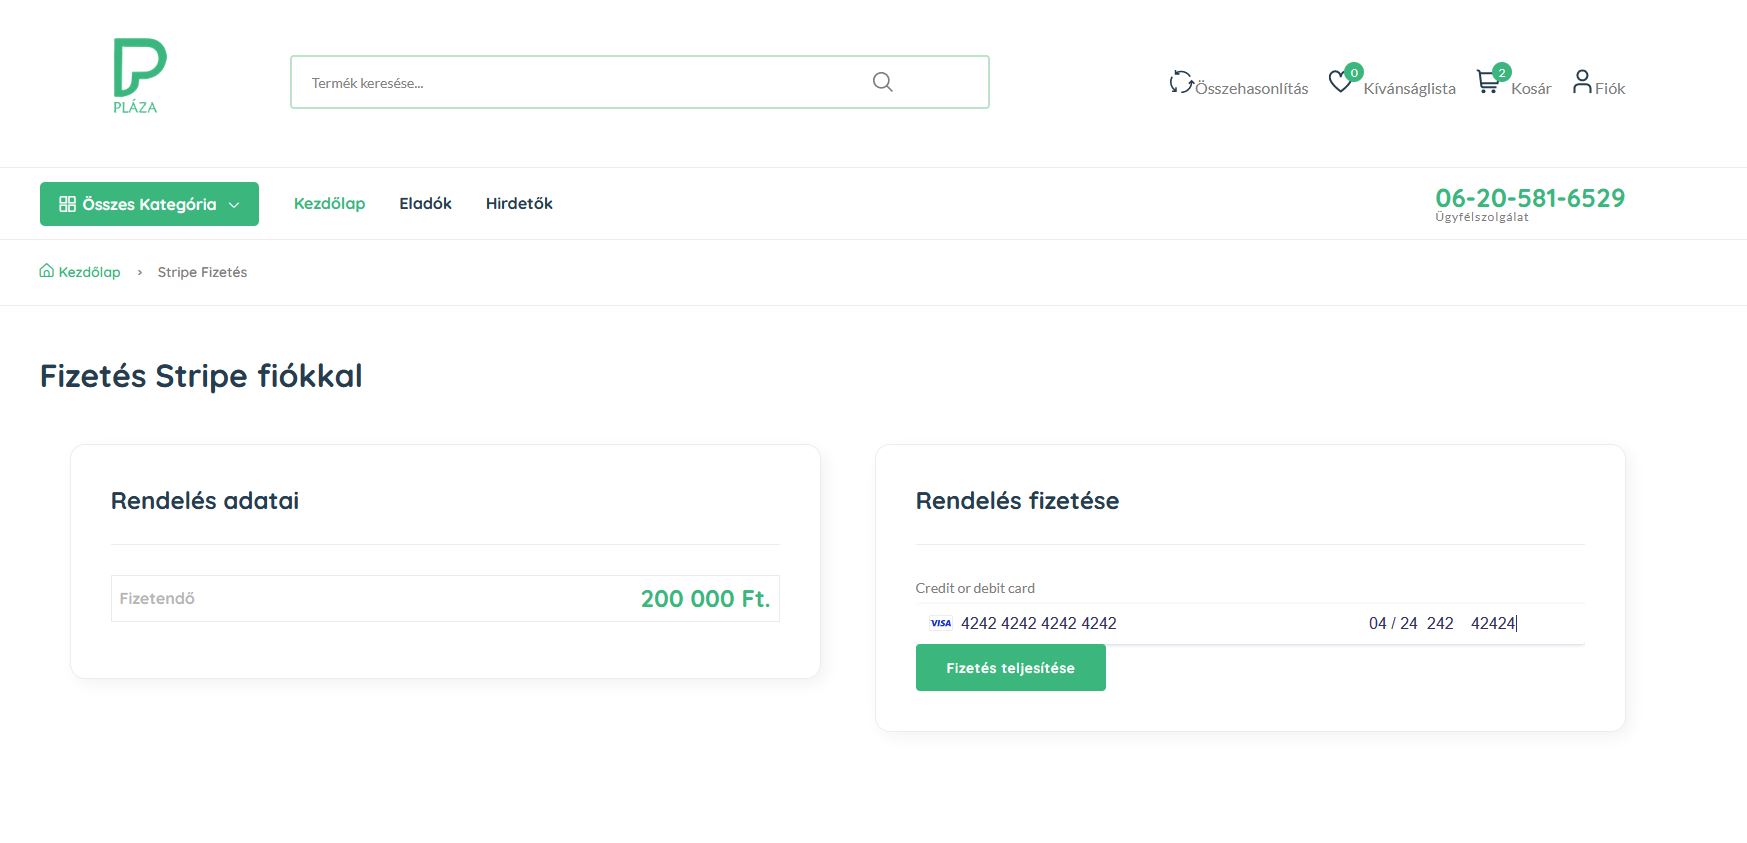 PLÁZA
Termék keresése...
Összehasonlítás
0
Kívánságlista
2
Kosár
Fiók
Összes Kategória
Kezdőlap
Eladók
Hirdetők
06-20-581-6529
Ügyfélszolgálat
Kezdőlap › Stripe Fizetés
Fizetés Stripe fiókkal
Rendelés adatai
Fizetendő 200 000 Ft.
Rendelés fizetése
Credit or debit card
VISA 4242 4242 4242 4242 04 / 24 242 42424
Fizetés teljesítése